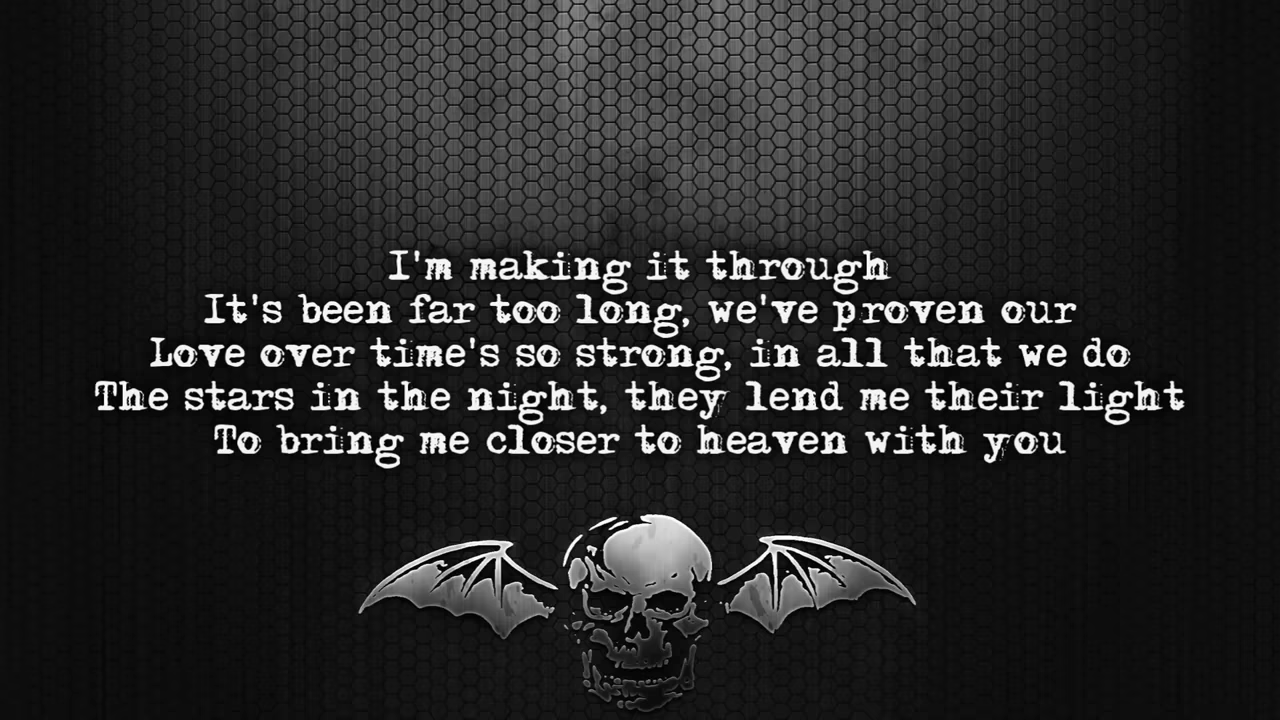 I'm making it through
It's been far too long, we've proven our
Love over time's so strong, in all that we do
The stars in the night, they lend me their light
To bring me closer to heaven with you